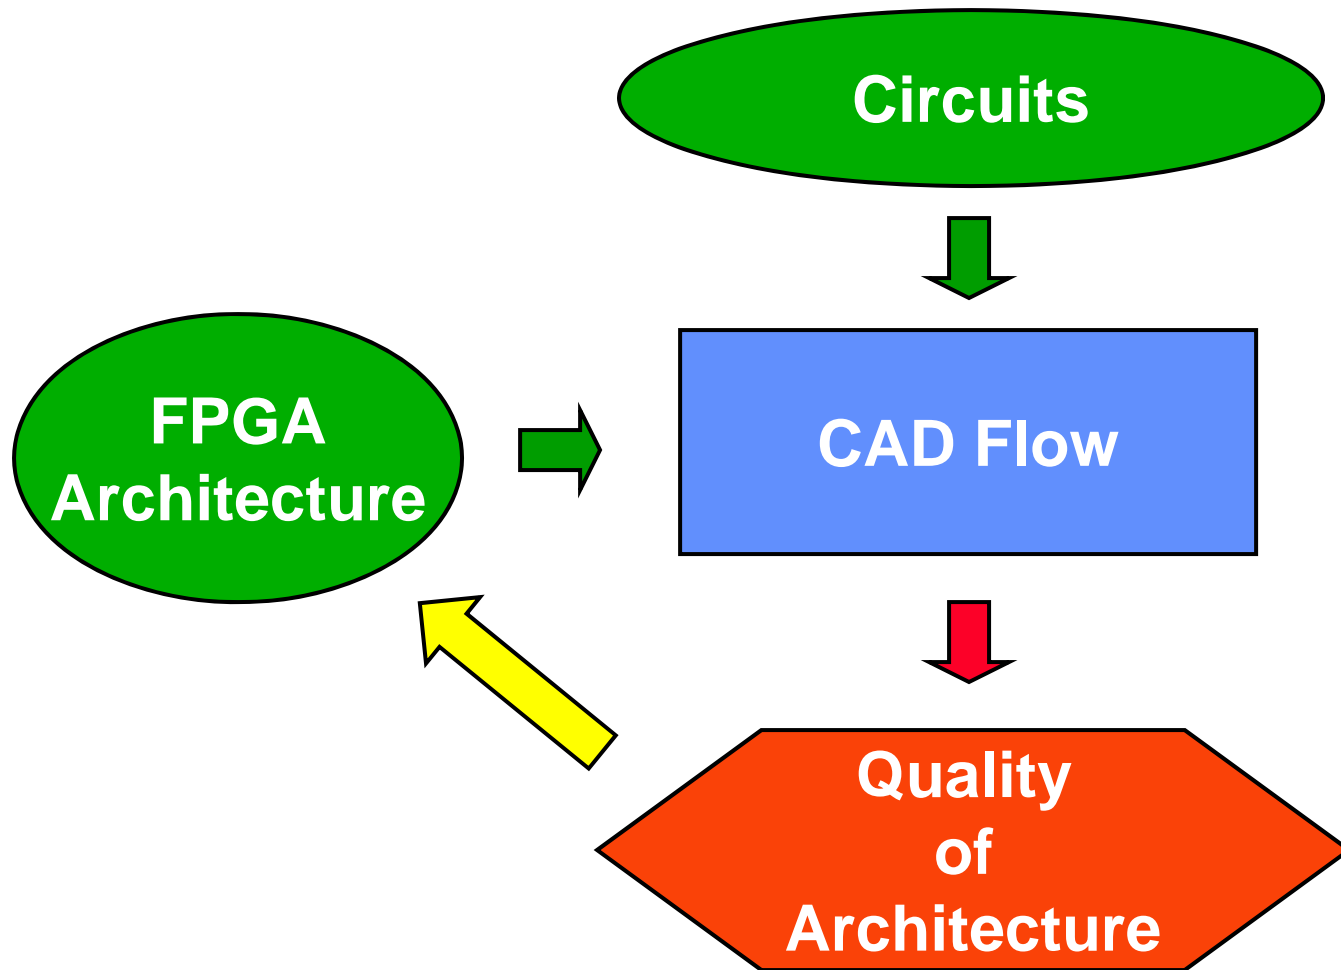 Circuits
FPGA
Architecture
CAD Flow
Quality
of
Architecture